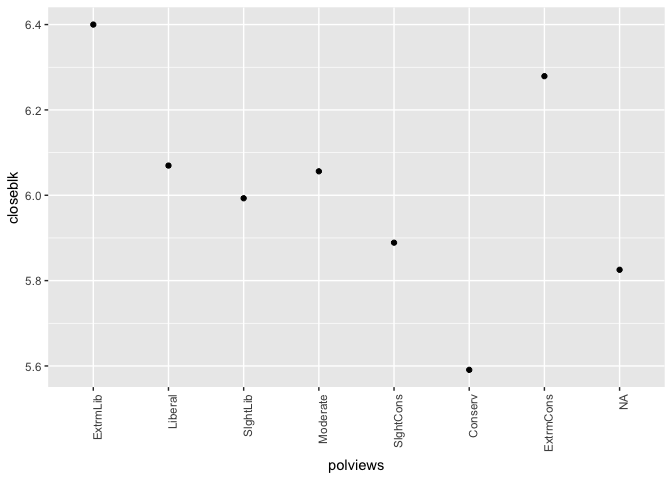 closeblk
6.4
6.2
6.0
5.8
5.6
ExtrmLib
Liberal
SlghtLib
Moderate
SlghtCons
Conserv
ExtrmCons
NA
polviews